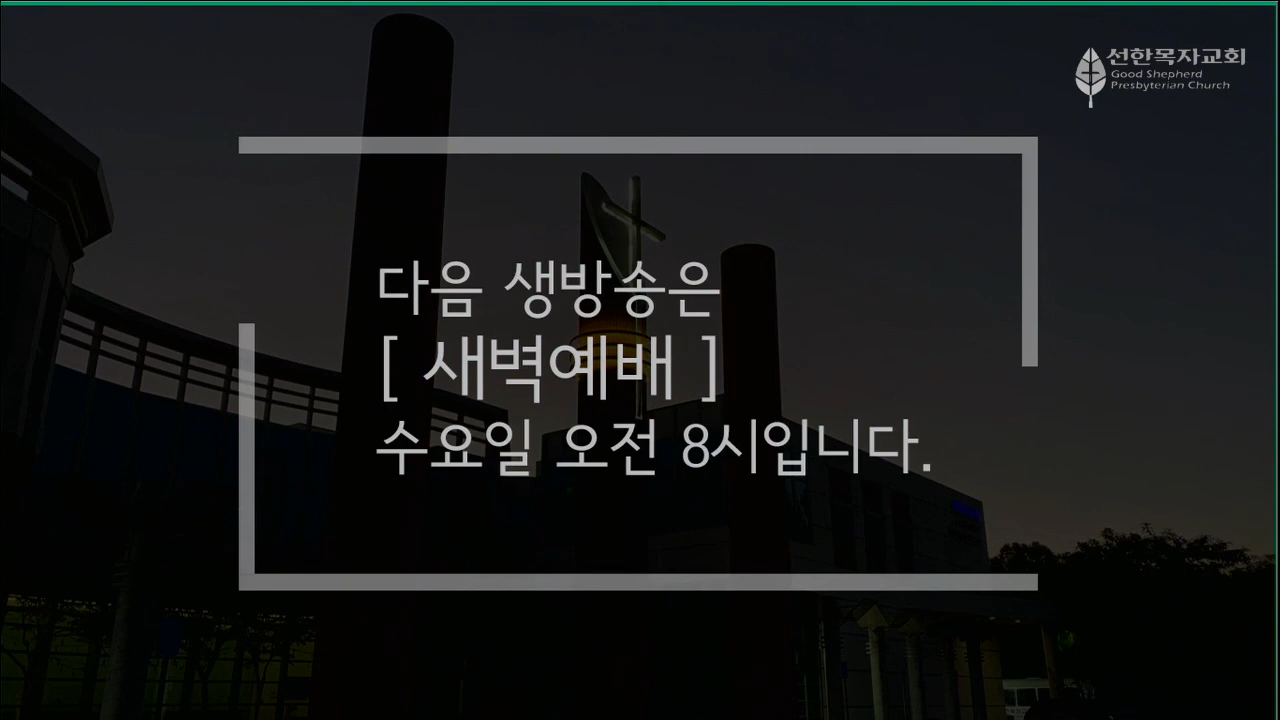 선한목자교회
Good Shepherd
Presbyterian Church
다음 생방송은
[ 새벽예배 ]
수요일 오전 8시입니다.